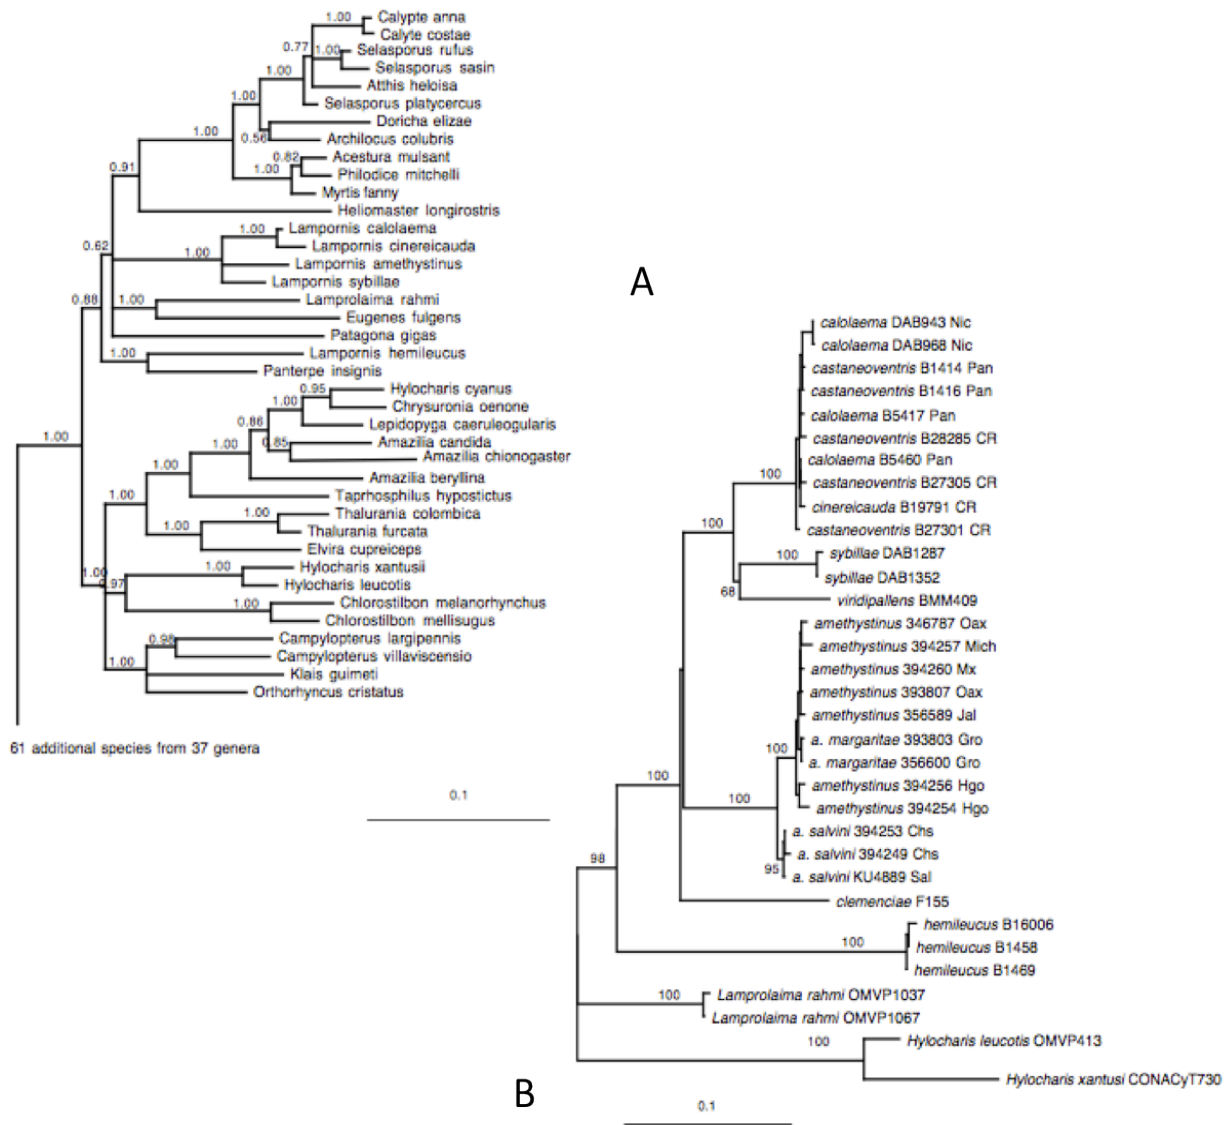 1.00
Calypte anna
Calyte costae
0.77
1.00
Selasporus rufus
1.00
Selasporus sasin
Atthis heloisa
1.00
Selasporus platycercus
Doricha elizae
1.00
0.56
Archilocus colubris
0.82
Acestura mulsant
0.91
1.00
Philodice mitchelli
Myrtis fanny
Heliomaster longirostris
1.00
Lampornis calolaema
0.62
1.00
Lampornis cinereicauda
Lampornis amethystinus
Lampornis sybillae
0.88
1.00
Lamprolaima rahmi
Eugenes fulgens
Patagona gigas
1.00
Lampornis hemileucus
Panterpe insignis
0.95
Hylocharis cyanus
1.00
Chrysuronia oenone
0.86
Lepidopyga caeruleogularis
1.00
1.00
0.85
Amazilia candida
Amazilia chionogaster
1.00
Amazilia beryllina
1.00
Taprhosphilus hypostictus
1.00
Thalurania colombica
1.00
Thalurania furcata
Elvira cupreiceps
1.00
0.97
1.00
Hylocharis xantusii
Hylocharis leucotis
1.00
Chlorostilbon melanorhynchus
Chlorostilbon mellisugus
0.98
Campylopterus largipennis
1.00
Campylopterus villaviscensio
Klais guimeti
Orthorhyncus cristatus
61 additional species from 37 genera
0.1
A
calolaema DAB943 Nic
calolaema DAB968 Nic
castaneoventris B1414 Pan
castaneoventris B1416 Pan
calolaema B5417 Pan
castaneoventris B28285 CR
calolaema B5460 Pan
100
castaneoventris B27305 CR
cinereicauda B19791 CR
100
castaneoventris B27301 CR
100
sybillae DAB1287
sybillae DAB1352
68
viridipallens BMM409
amethystinus 346787 Oax
amethystinus 394257 Mich
amethystinus 394260 Mx
amethystinus 393807 Oax
amethystinus 356589 Jal
100
a. margaritae 393803 Gro
a. margaritae 356600 Gro
100
amethystinus 394256 Hgo
100
amethystinus 394254 Hgo
a. salvini 394253 Chs
98
a. salvini 394249 Chs
95
a. salvini KU4889 Sal
clemenciae F155
hemileucus B16006
100
hemileucus B1458
hemileucus B1469
100
Lamprolaima rahmi OMVP1037
Lamprolaima rahmi OMVP1067
100
Hylocharis leucotis OMVP413
Hylocharis xantusi CONACyT730
B
0.1